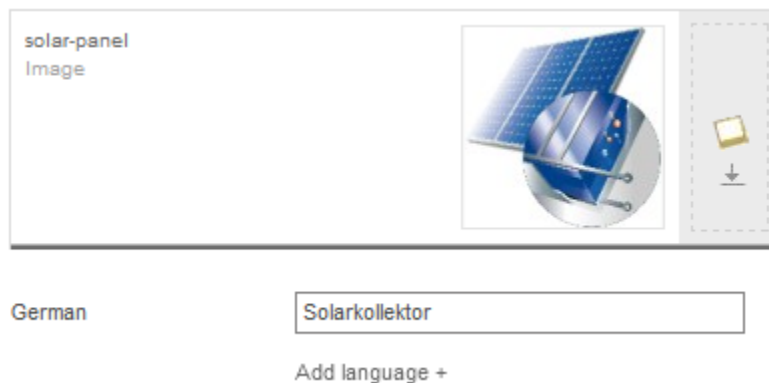 solar-panel
Image
German
Solarkollektor
Add language +